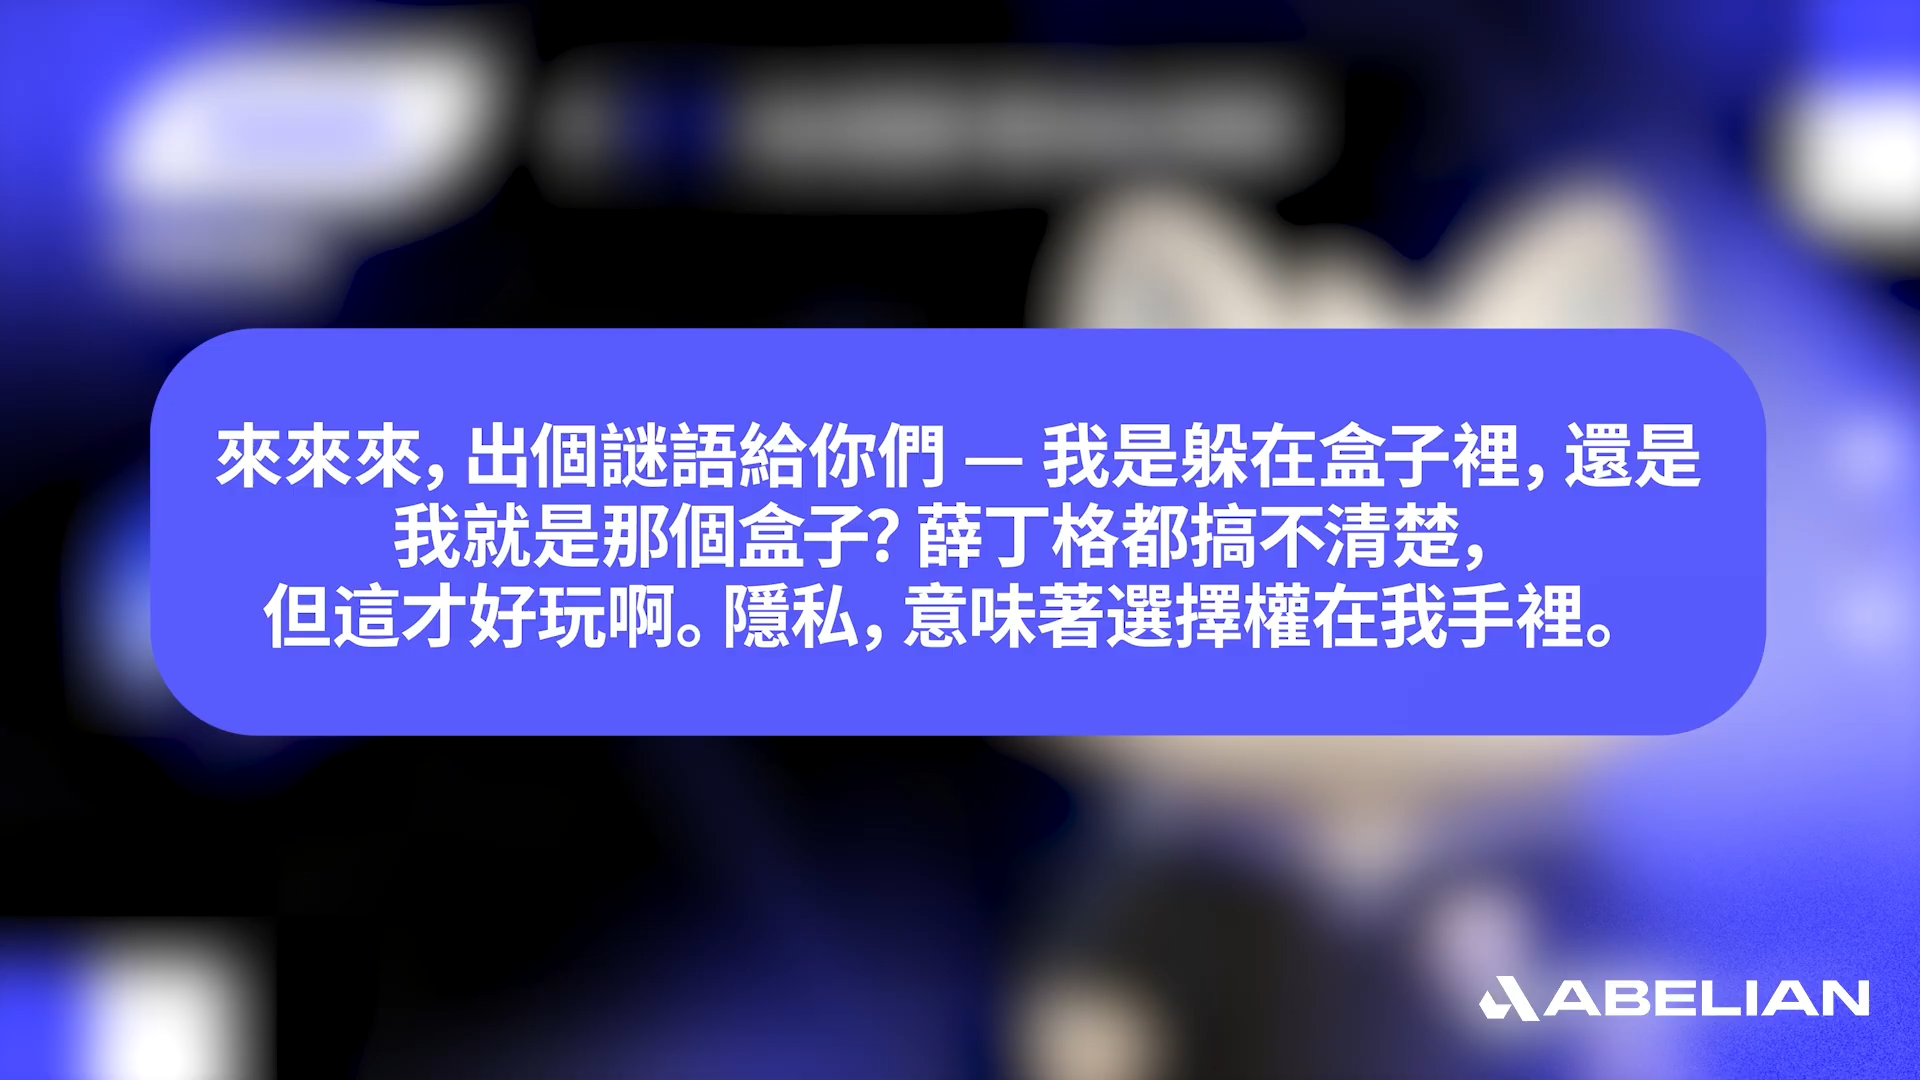 來來來，出個謎語給你們 — 我是躲在盒子裡，還是
我就是那個盒子？薛丁格都搞不清楚，
但這才好玩啊。隱私，意味著選擇權在我手裡。
ABELIAN